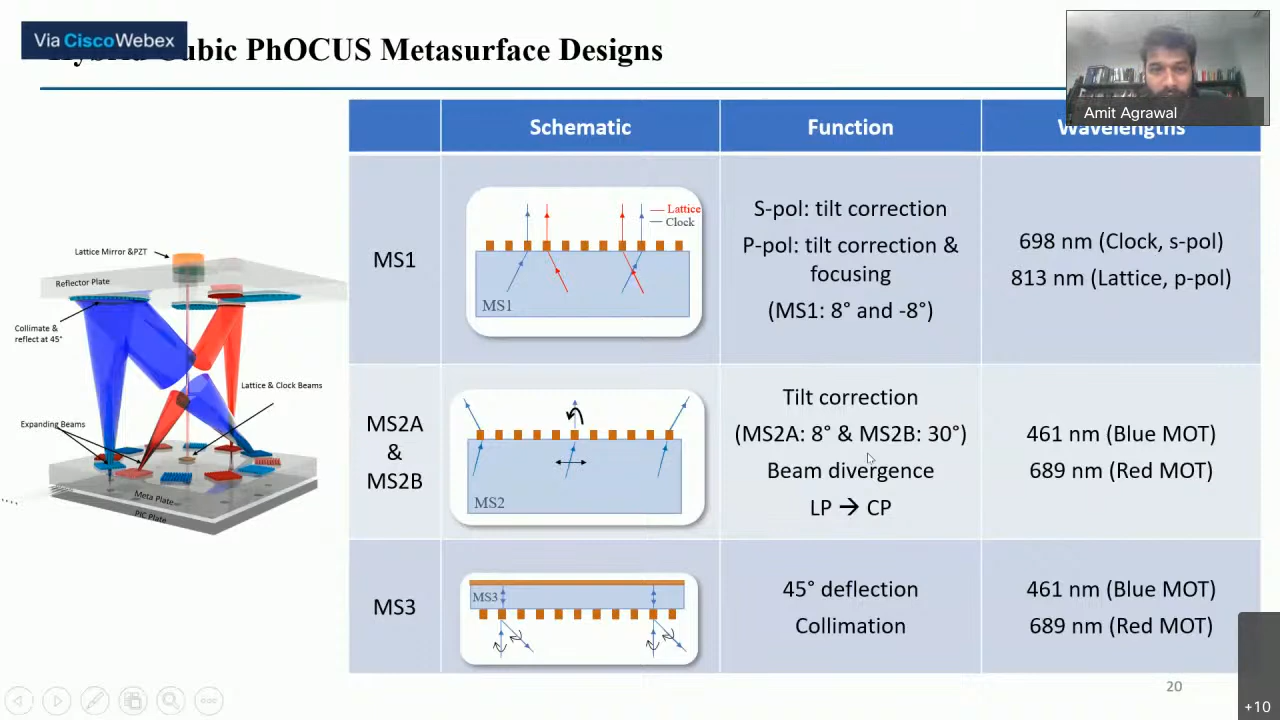 Via CiscoWebex
Cubic PhOCUS Metasurface Designs
Amit Agrawal
Schematic
Function
Wavelengths
MS1
Lattice
Clock
MS1
S-pol: tilt correction
P-pol: tilt correction &
focusing
(MS1: 8° and -8°)
698 nm (Clock, s-pol)
813 nm (Lattice, p-pol)
MS2A
&
MS2B
MS2
Tilt correction
(MS2A: 8° & MS2B: 30°)
Beam divergence
LP → CP
461 nm (Blue MOT)
689 nm (Red MOT)
MS3
MS3
45° deflection
Collimation
461 nm (Blue MOT)
689 nm (Red MOT)
Lattice Mirror &PZT
Reflector Plate
Collimate &
reflect at 45°
Lattice & Clock Beams
Expanding Beams
Meta Plate
PIC Plate
20
+10